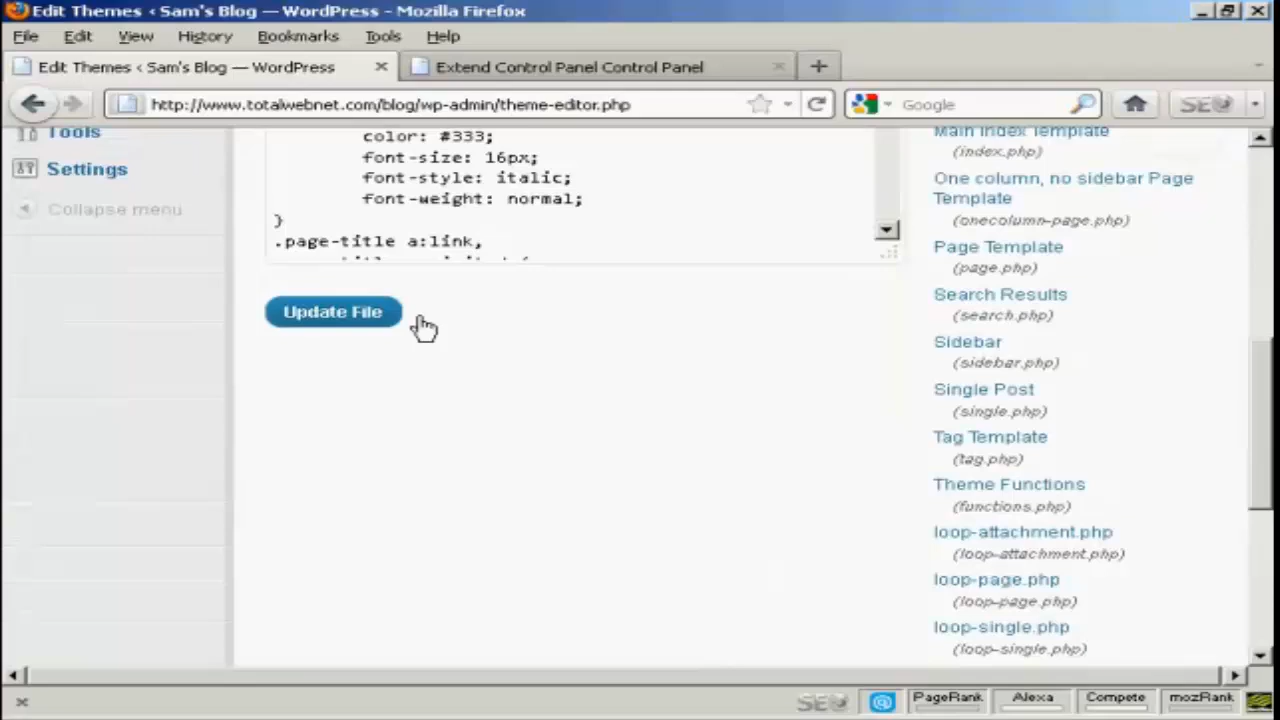 Edit Themes < Sam's Blog — WordPress - Mozilla Firefox
File Edit View History Bookmarks Tools Help
Edit Themes < Sam's Blog — WordPress
Extend Control Panel Control Panel
http://www.totalwebnet.com/blog/wp-admin/theme-editor.php
Google
SEO
Tools
Settings
Collapse menu
color: #333;
font-size: 16px;
font-style: italic;
font-weight: normal;
}
.page-title a:link,
Update File
Main Index Template
(index.php)
One column, no sidebar Page
Template
(onecolumn-page.php)
Page Template
(page.php)
Search Results
(search.php)
Sidebar
(sidebar.php)
Single Post
(single.php)
Tag Template
(tag.php)
Theme Functions
(functions.php)
loop-attachment.php
(loop-attachment.php)
loop-page.php
(loop-page.php)
loop-single.php
(loop-single.php)
SEO
PageRank
Alexa
Compete
mozRank